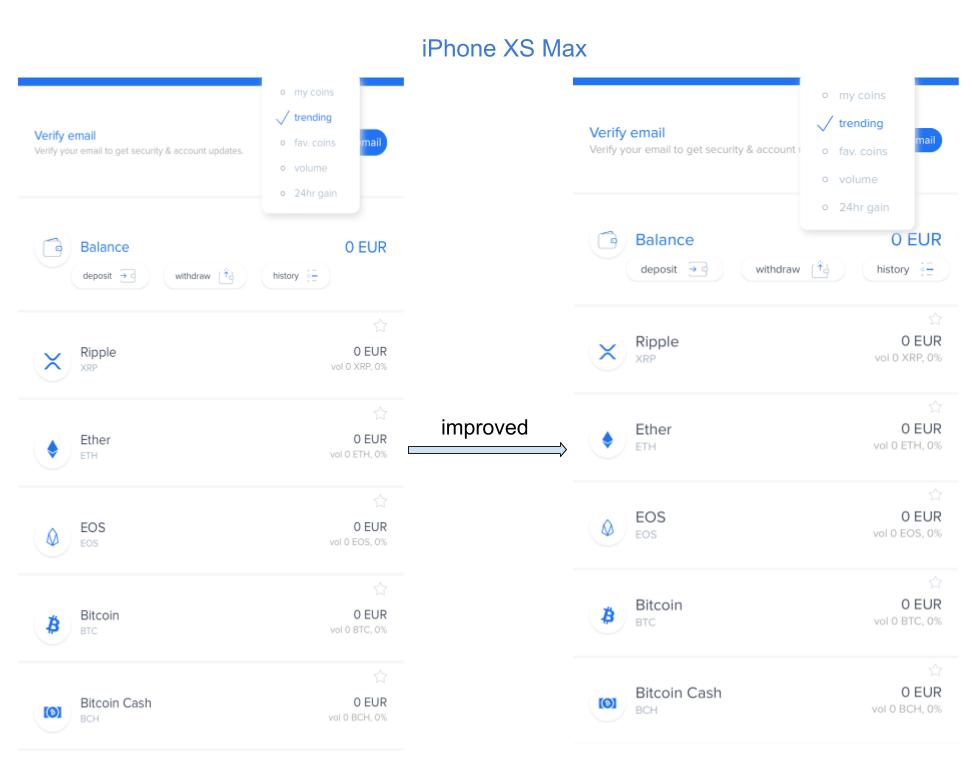 iPhone XS Max
my coins
trending
fav. coins
volume
24hr gain
Verify email
Verify your email to get security & account updates.
mail
Balance
0 EUR
deposit
withdraw
history
Ripple
XRP
0 EUR
vol 0 XRP, 0%
Ether
ETH
0 EUR
vol 0 ETH, 0%
EOS
EOS
0 EUR
vol 0 EOS, 0%
Bitcoin
BTC
0 EUR
vol 0 BTC, 0%
Bitcoin Cash
BCH
0 EUR
vol 0 BCH, 0%
improved
my coins
trending
fav. coins
volume
24hr gain
Verify email
Verify your email to get security & account
mail
Balance
0 EUR
deposit
withdraw
history
Ripple
XRP
0 EUR
vol 0 XRP, 0%
Ether
ETH
0 EUR
vol 0 ETH, 0%
EOS
EOS
0 EUR
vol 0 EOS, 0%
Bitcoin
BTC
0 EUR
vol 0 BTC, 0%
Bitcoin Cash
BCH
0 EUR
vol 0 BCH, 0%